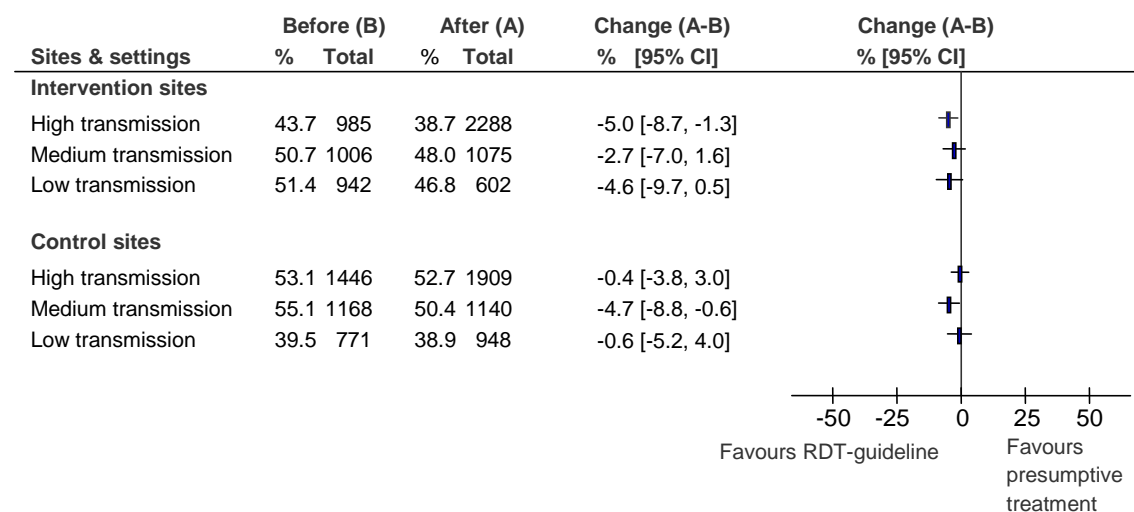 Before (B) After (A) Change (A-B) Change (A-B)
Sites & settings % Total % Total % [95% CI] % [95% CI]
Intervention sites
High transmission 43.7 985 38.7 2288 -5.0 [-8.7, -1.3]
Medium transmission 50.7 1006 48.0 1075 -2.7 [-7.0, 1.6]
Low transmission 51.4 942 46.8 602 -4.6 [-9.7, 0.5]
Control sites
High transmission 53.1 1446 52.7 1909 -0.4 [-3.8, 3.0]
Medium transmission 55.1 1168 50.4 1140 -4.7 [-8.8, -0.6]
Low transmission 39.5 771 38.9 948 -0.6 [-5.2, 4.0]
-50 -25 0 25 50
Favours RDT-guideline
Favours
presumptive
treatment